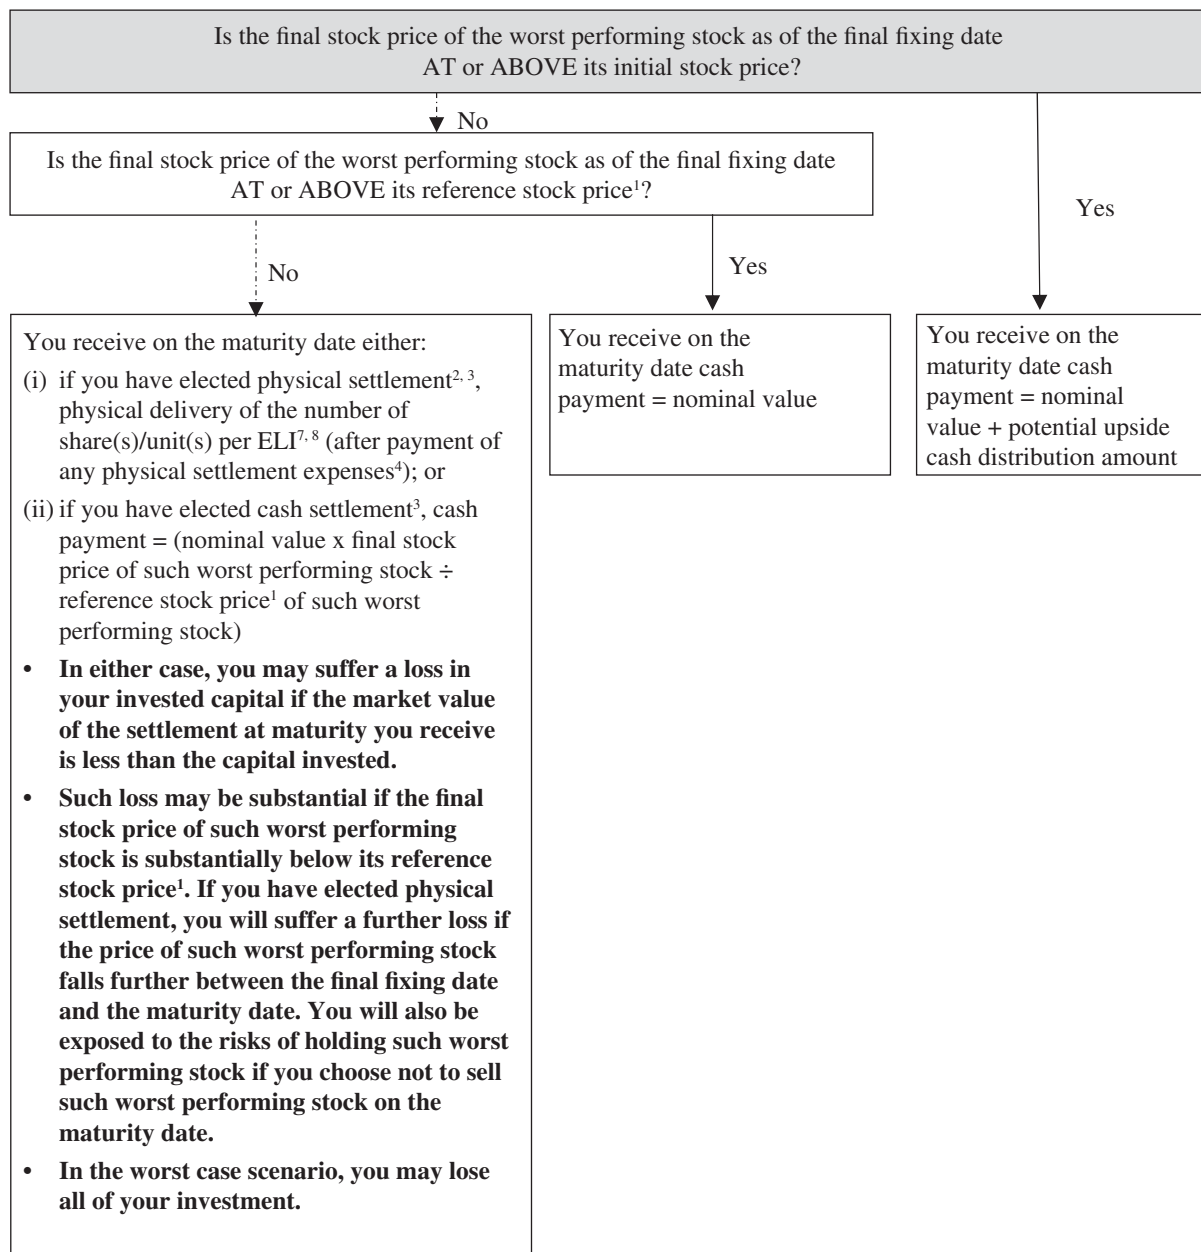 Is the final stock price of the worst performing stock as of the final fixing date
AT or ABOVE its initial stock price?
No
Is the final stock price of the worst performing stock as of the final fixing date
AT or ABOVE its reference stock price¹?
Yes
No
Yes
You receive on the maturity date either:
(i) if you have elected physical settlement²,³,
physical delivery of the number of
share(s)/unit(s) per ELI⁷,⁸ (after payment of
any physical settlement expenses⁴); or
(ii) if you have elected cash settlement³, cash
payment = (nominal value x final stock
price of such worst performing stock ÷
reference stock price¹ of such worst
performing stock)
• In either case, you may suffer a loss in
your invested capital if the market value
of the settlement at maturity you receive
is less than the capital invested.
• Such loss may be substantial if the final
stock price of such worst performing
stock is substantially below its reference
stock price¹. If you have elected physical
settlement, you will suffer a further loss if
the price of such worst performing stock
falls further between the final fixing date
and the maturity date. You will also be
exposed to the risks of holding such worst
performing stock if you choose not to sell
such worst performing stock on the
maturity date.
• In the worst case scenario, you may lose
all of your investment.
You receive on the
maturity date cash
payment = nominal value
You receive on the
maturity date cash
payment = nominal
value + potential upside
cash distribution amount